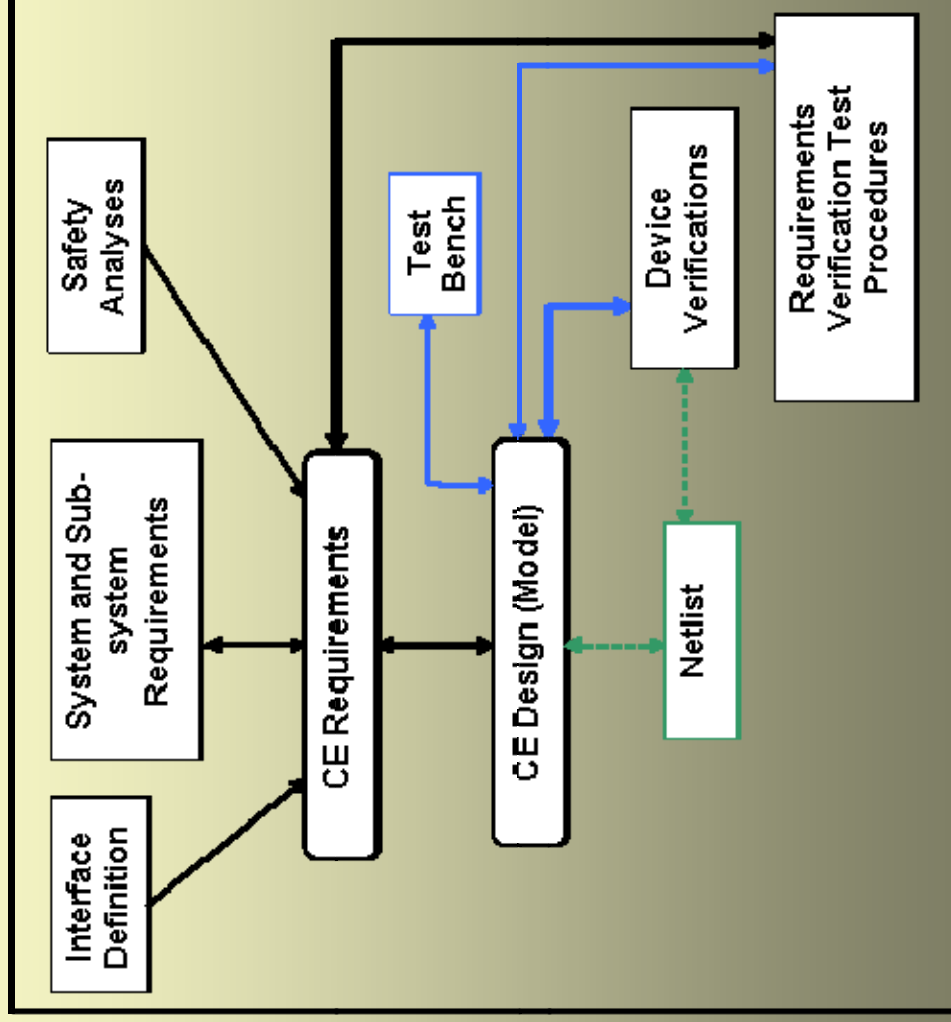 Interface
Definition
System and Sub-
system
Requirements
Safety
Analyses
CE Requirements
Test
Bench
CE Design (Model)
Netlist
Device
Verifications
Requirements
Verification Test
Procedures